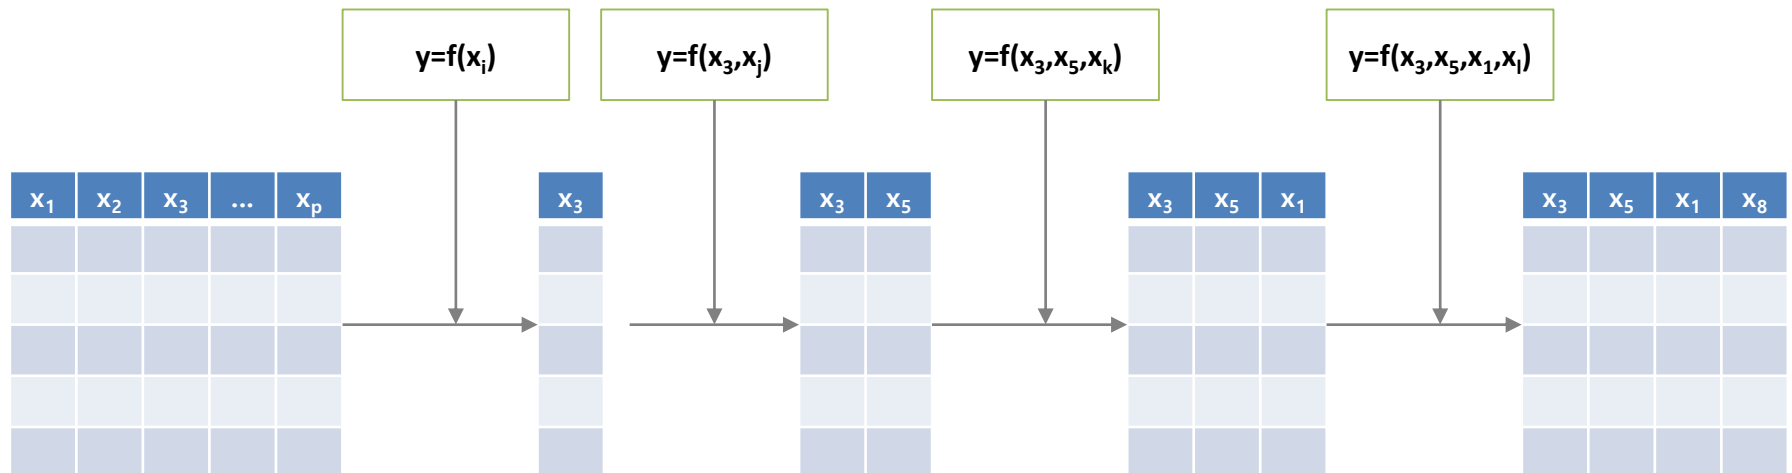 y=f(xᵢ)
y=f(x₃,xⱼ)
y=f(x₃,x₅,xₖ)
y=f(x₃,x₅,x₁,xₗ)
x₁ x₂ x₃ ... xₚ
x₃
x₃ x₅
x₃ x₅ x₁
x₃ x₅ x₁ x₈